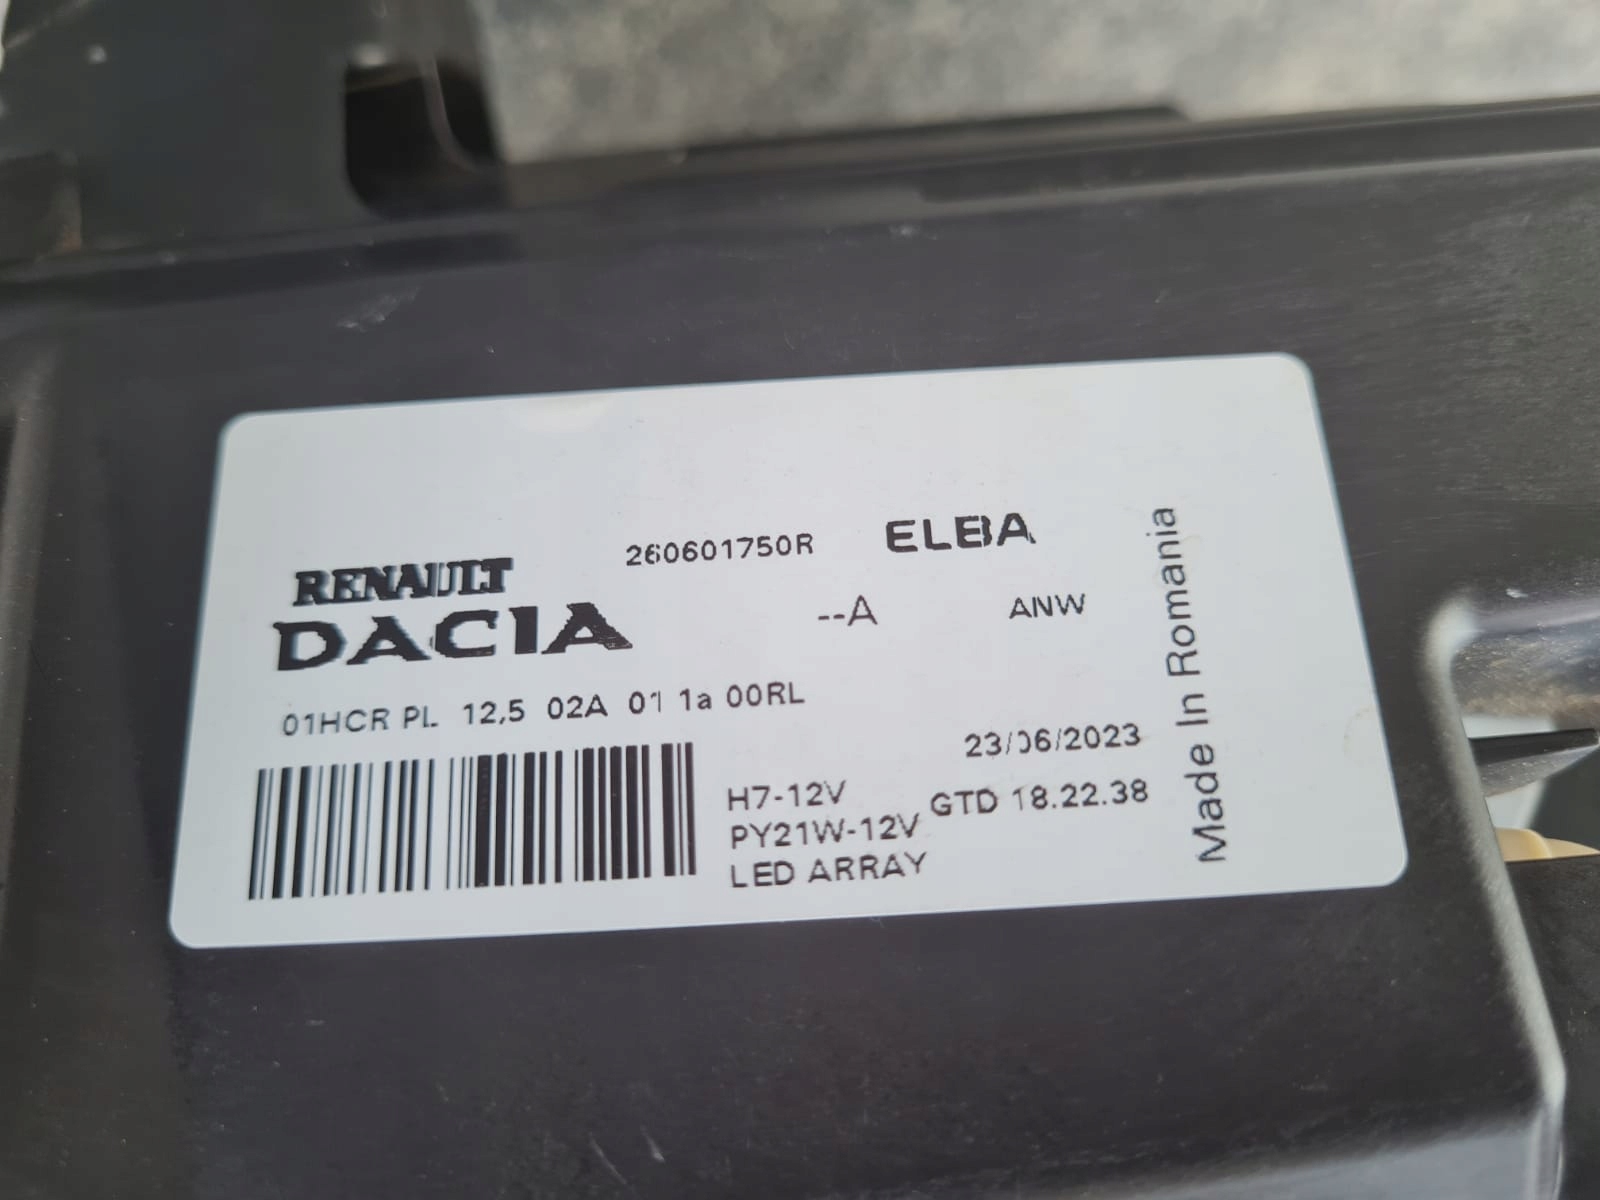 260601750R ELBA
RENAULT
DACIA
--A ANW
01HCR PL 12,5 02A 01 1a 00RL
23/06/2023
H7-12V
GTD 18.22.38
PY21W-12V
LED ARRAY
Made In Romania